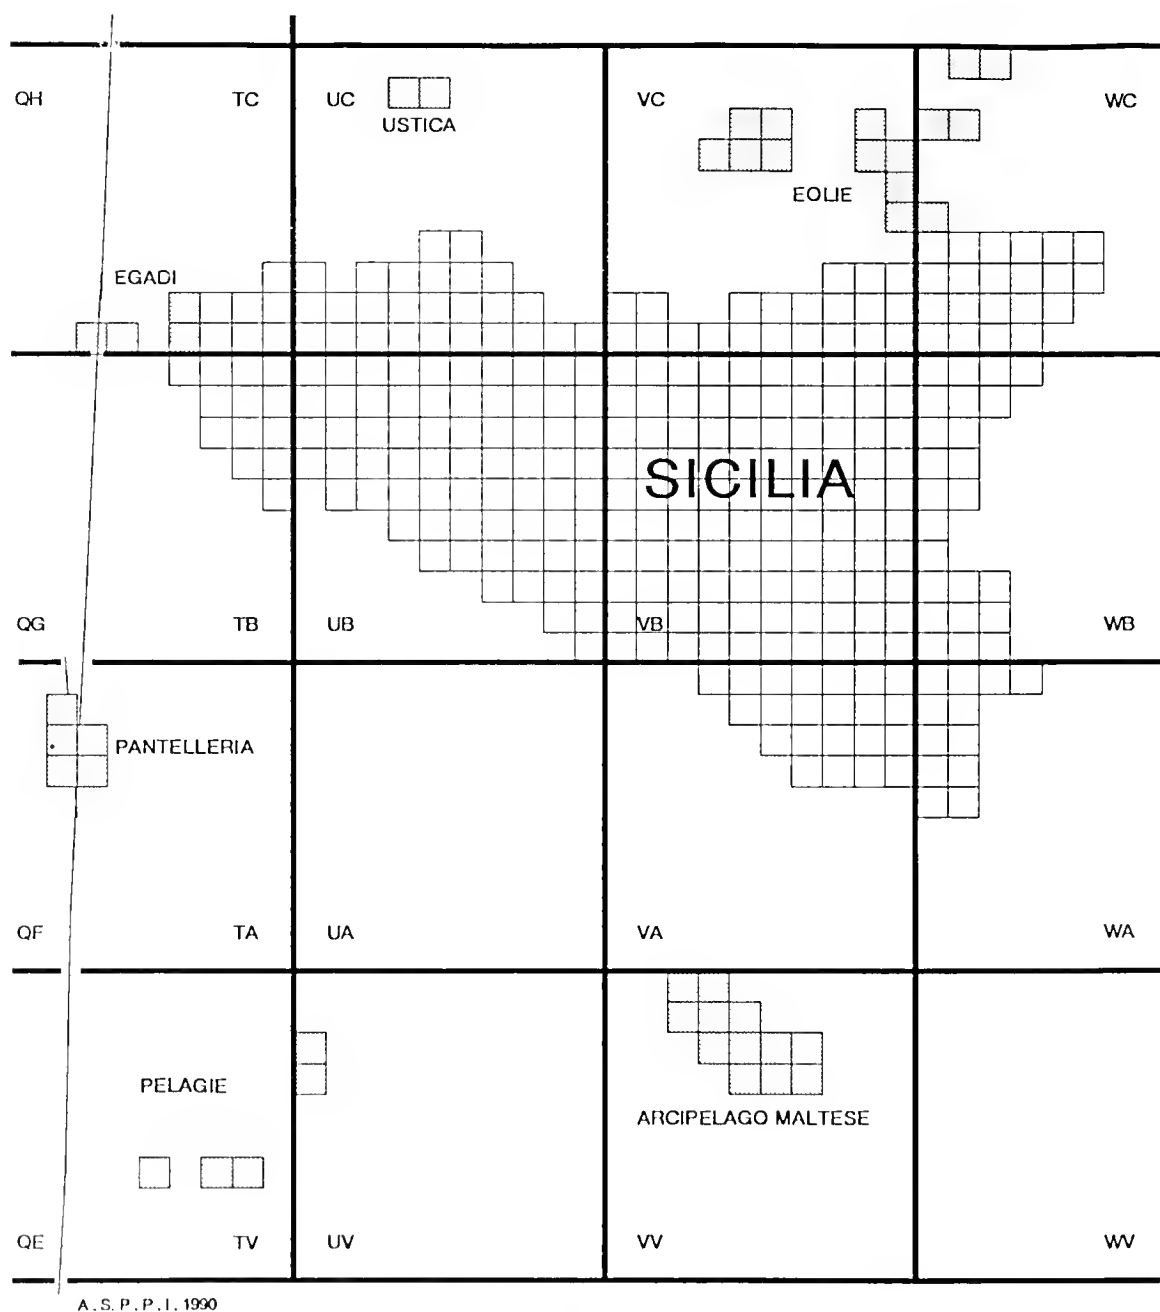 QH TC UC VC WC
USTICA
EOLIE
EGADI
SICILIA
QG TB UB VB WB
PANTELLERIA
QF TA UA VA WA
PELAGIE
ARCIPELAGO MALTESE
QE TV UV VV WV
A.S.P.P.I. 1990